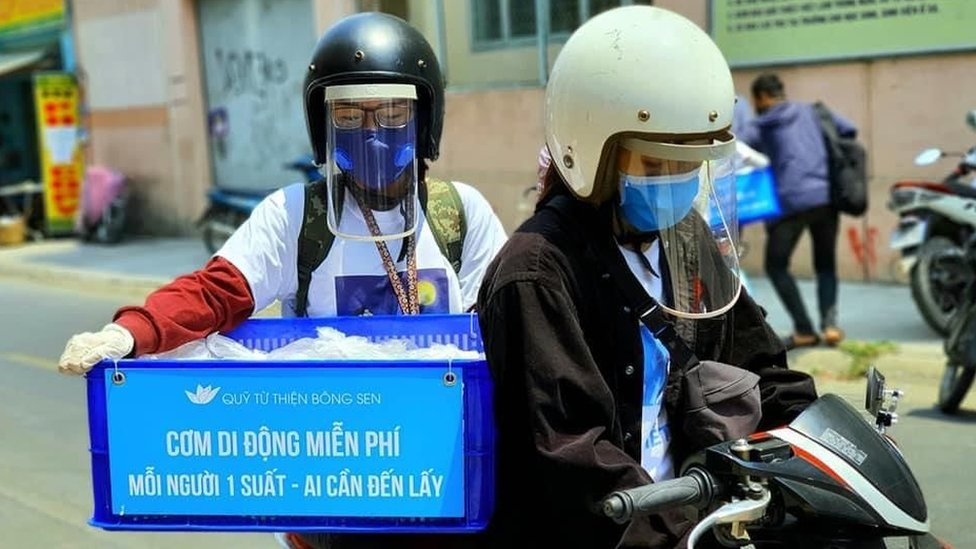 QUỸ TỪ THIỆN BÔNG SEN
CƠM DI ĐỘNG MIỄN PHÍ
MỖI NGƯỜI 1 SUẤT - AI CẦN ĐẾN LẤY